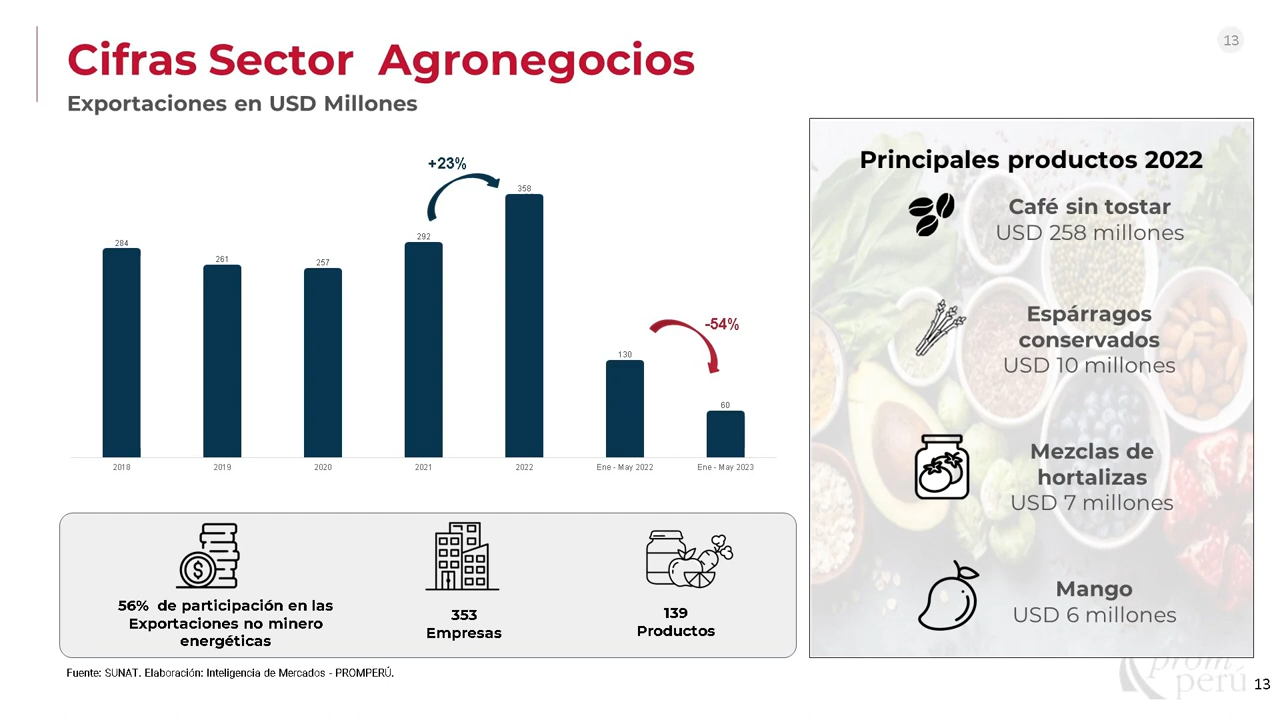 13
Cifras Sector  Agronegocios
Exportaciones en USD Millones
+23%
358
292
284
261
257
-54%
130
60
2018
2019
2020
2021
2022
Ene - May 2022
Ene - May 2023
56%  de participación en las
Exportaciones no minero
energéticas
353
Empresas
139
Productos
Fuente: SUNAT. Elaboración: Inteligencia de Mercados - PROMPERÚ.
Principales productos 2022
Café sin tostar
USD 258 millones
Espárragos
conservados
USD 10 millones
Mezclas de
hortalizas
USD 7 millones
Mango
USD 6 millones
prom
perú
13